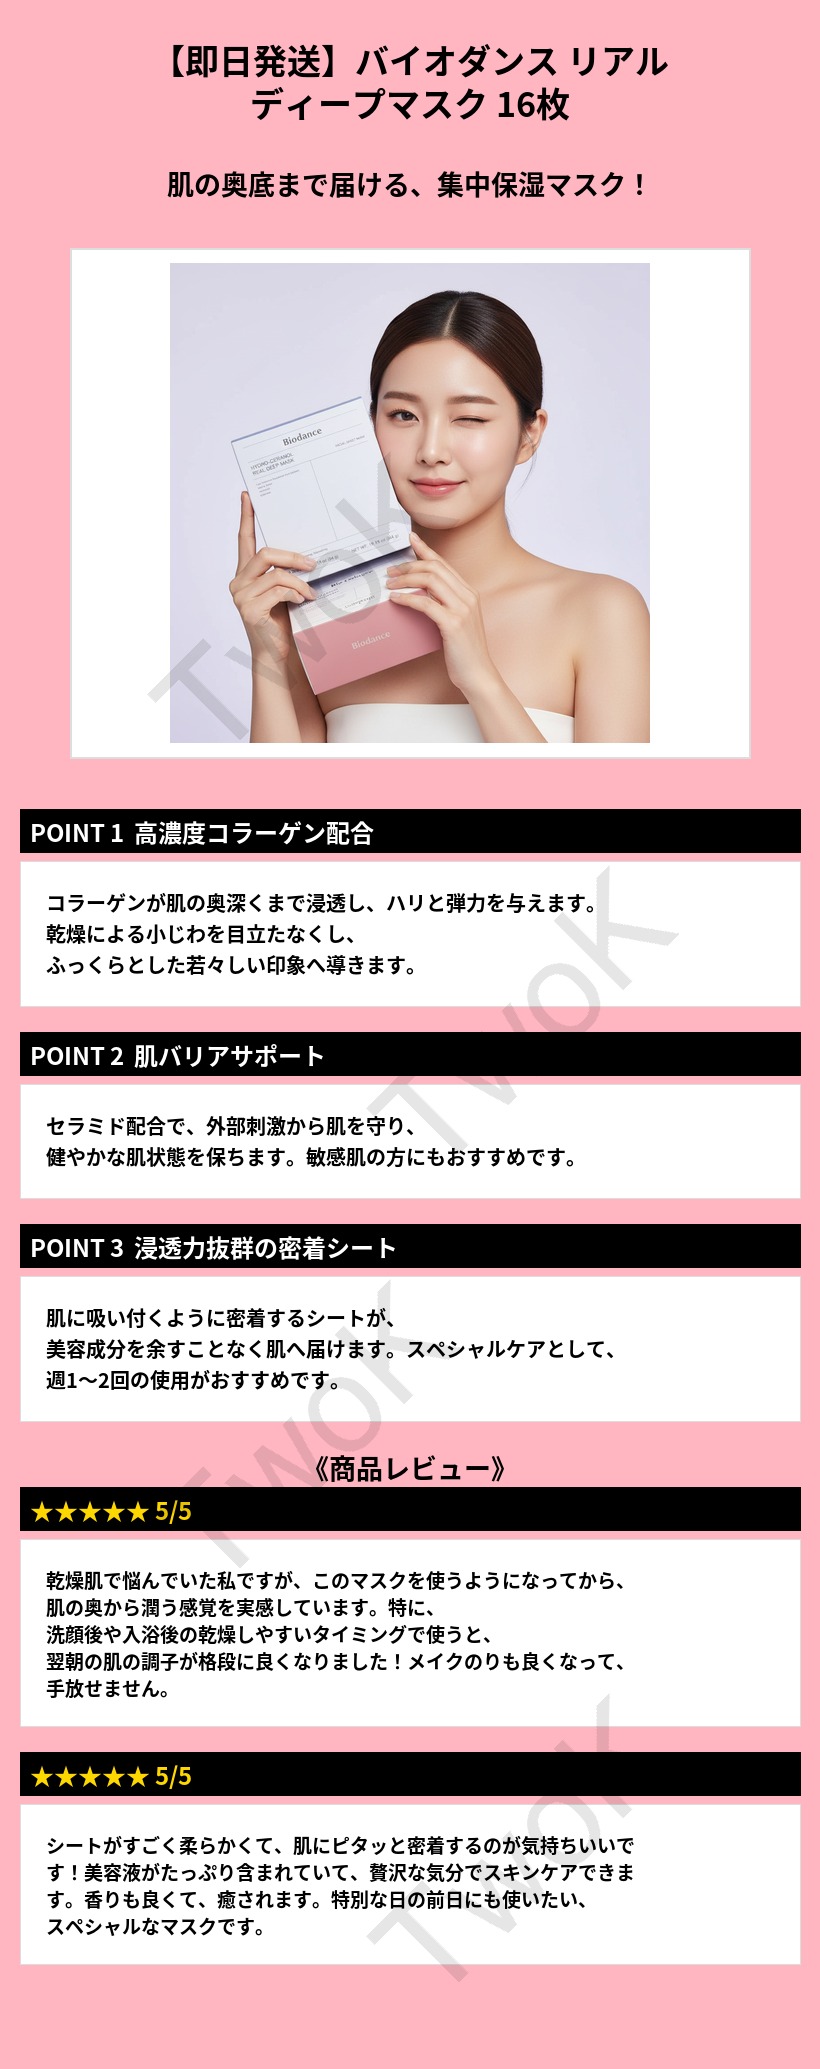 【即日発送】バイオダンス リアル
ディープマスク 16枚
肌の奥底まで届ける、集中保湿マスク！
Biodance
HYDRO-CERANOL
REAL DEEP MASK
FACIAL SHEET MASK
Biodance
TwoK
POINT 1 高濃度コラーゲン配合
コラーゲンが肌の奥深くまで浸透し、ハリと弾力を与えます。
乾燥による小じわを目立たなくし、
ふっくらとした若々しい印象へ導きます。
TwoK
POINT 2 肌バリアサポート
セラミド配合で、外部刺激から肌を守り、
健やかな肌状態を保ちます。敏感肌の方にもおすすめです。
POINT 3 浸透力抜群の密着シート
肌に吸い付くように密着するシートが、
美容成分を余すことなく肌へ届けます。スペシャルケアとして、
週1～2回の使用がおすすめです。
TwoK
《商品レビュー》
★★★★★ 5/5
乾燥肌で悩んでいた私ですが、このマスクを使うようになってから、
肌の奥から潤う感覚を実感しています。特に、
洗顔後や入浴後の乾燥しやすいタイミングで使うと、
翌朝の肌の調子が格段に良くなりました！メイクのりも良くなって、
手放せません。
★★★★★ 5/5
シートがすごく柔らかくて、肌にピタッと密着するのが気持ちいいで
す！美容液がたっぷり含まれていて、贅沢な気分でスキンケアできま
す。香りも良くて、癒されます。特別な日の前日にも使いたい、
スペシャルなマスクです。
TwoK